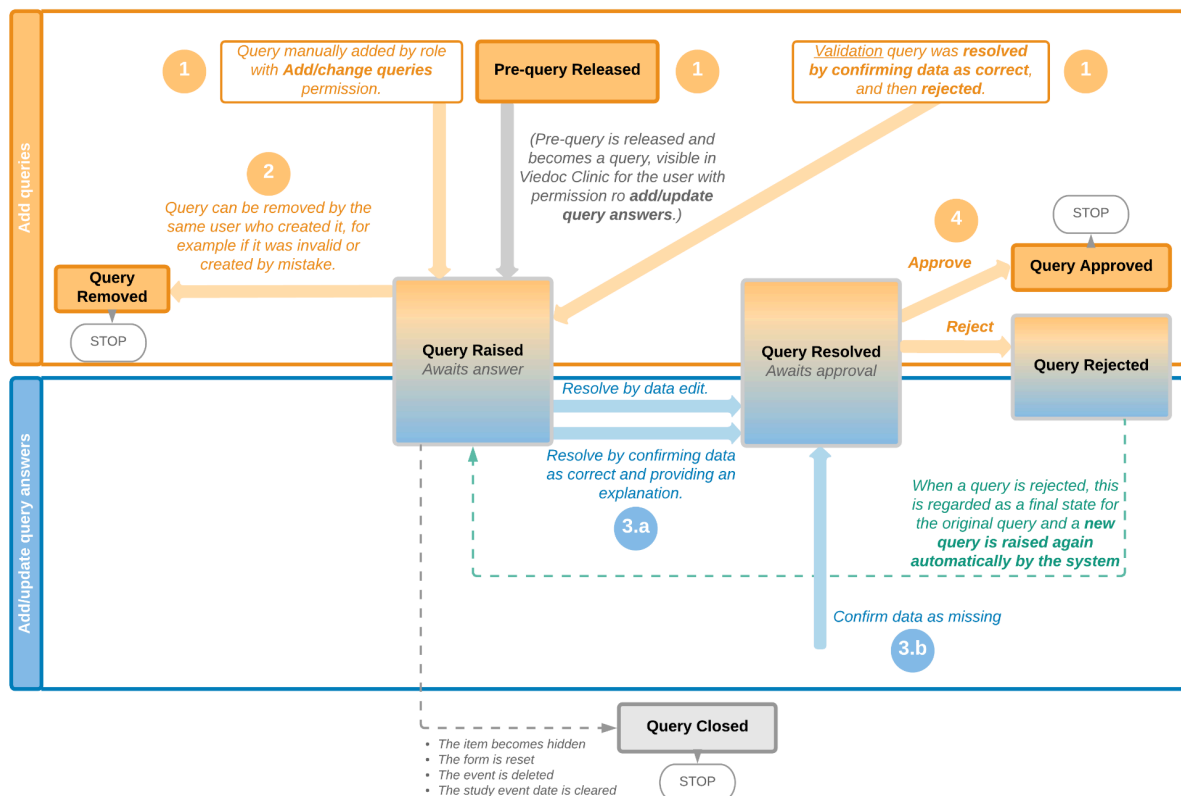 Add queries
1
Query manually added by role
with Add/change queries
permission.
Pre-query Released
1
Validation query was resolved
by confirming data as correct,
and then rejected.
1
(Pre-query is released and
becomes a query, visible in
Viedoc Clinic for the user with
permission ro add/update
query answers.)
2
Query can be removed by the
same user who created it, for
example if it was invalid or
created by mistake.
Query
Removed
STOP
Query Raised
Awaits answer
Query Resolved
Awaits approval
4
Approve
STOP
Query Approved
Reject
Query Rejected
Add/update query answers
Resolve by data edit.
Resolve by confirming data
as correct and providing an
explanation.
3.a
When a query is rejected, this
is regarded as a final state for
the original query and a new
query is raised again
automatically by the system
Confirm data as missing
3.b
Query Closed
STOP
▪ The item becomes hidden
▪ The form is reset
▪ The event is deleted
▪ The study event date is cleared